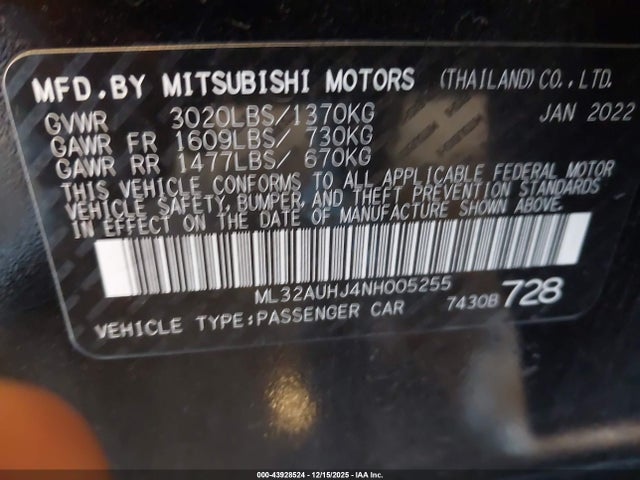 MFD. BY MITSUBISHI MOTORS (THAILAND) CO., LTD.
GVWR 3020LBS/1370KG JAN 2022
GAWR FR 1609LBS/ 730KG
GAWR RR 1477LBS/ 670KG
THIS VEHICLE CONFORMS TO ALL APPLICABLE FEDERAL MOTOR
VEHICLE SAFETY, BUMPER, AND THEFT PREVENTION STANDARDS
IN EFFECT ON THE DATE OF MANUFACTURE SHOWN ABOVE.
ML32AUHJ4NH005255
VEHICLE TYPE:PASSENGER CAR 7430B 728
000-43928524 - 12/15/2025 - IAA Inc.